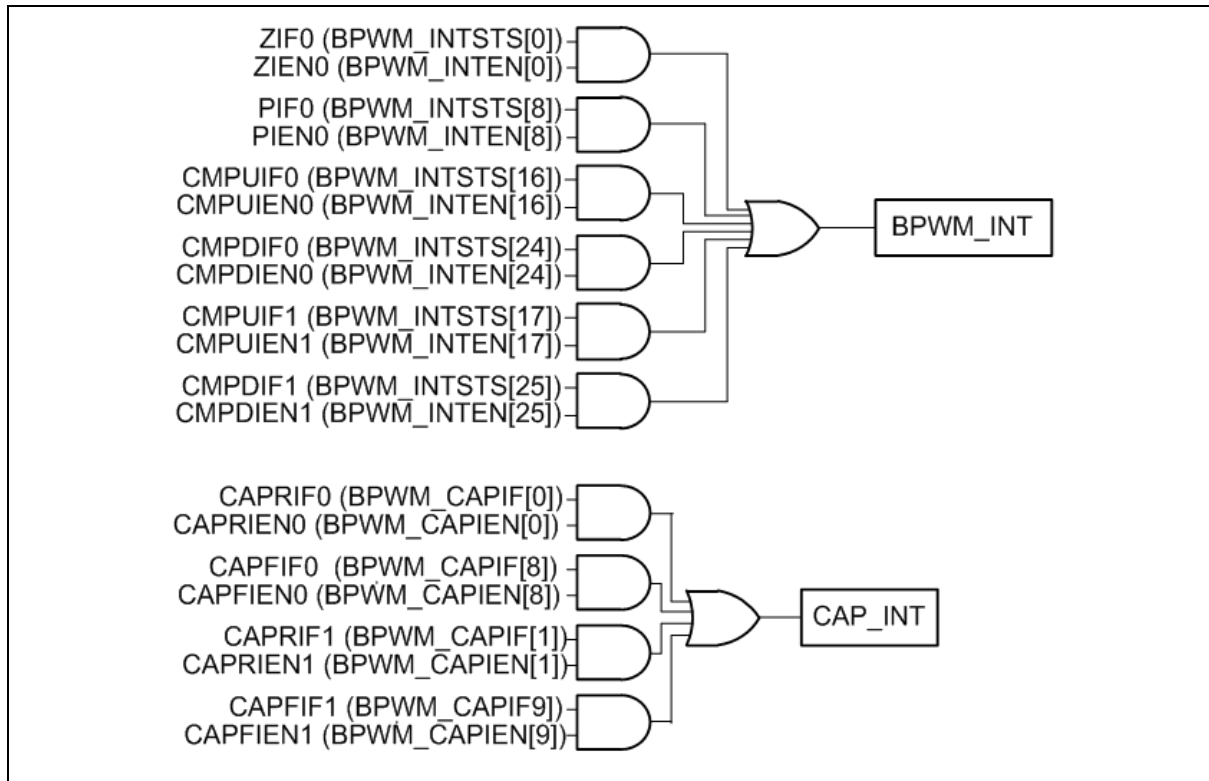 ZIF0 (BPWM_INTSTS[0])
ZIEN0 (BPWM_INTEN[0])
PIF0 (BPWM_INTSTS[8])
PIEN0 (BPWM_INTEN[8])
CMPUIF0 (BPWM_INTSTS[16])
CMPUIEN0 (BPWM_INTEN[16])
CMPDIF0 (BPWM_INTSTS[24])
CMPDIEN0 (BPWM_INTEN[24])
CMPUIF1 (BPWM_INTSTS[17])
CMPUIEN1 (BPWM_INTEN[17])
CMPDIF1 (BPWM_INTSTS[25])
CMPDIEN1 (BPWM_INTEN[25])
BPWM_INT
CAPRIF0 (BPWM_CAPIF[0])
CAPRIEN0 (BPWM_CAPIEN[0])
CAPFIF0 (BPWM_CAPIF[8])
CAPFIEN0 (BPWM_CAPIEN[8])
CAPRIF1 (BPWM_CAPIF[1])
CAPRIEN1 (BPWM_CAPIEN[1])
CAPFIF1 (BPWM_CAPIF9])
CAPFIEN1 (BPWM_CAPIEN[9])
CAP_INT